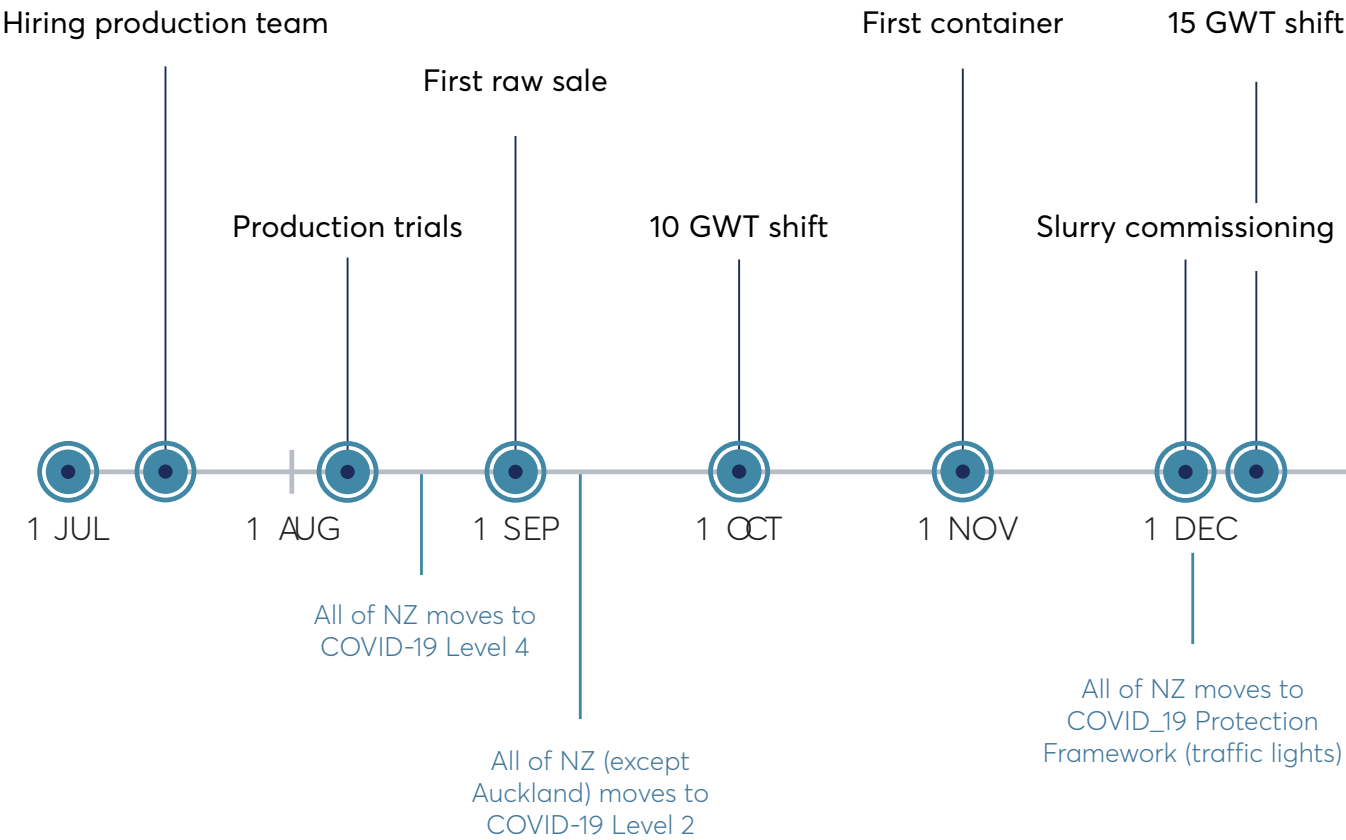 Hiring production team
First container
15 GWT shift
First raw sale
Production trials
10 GWT shift
Slurry commissioning
1 JUL
1 AUG
1 SEP
1 OCT
1 NOV
1 DEC
All of NZ moves to
COVID-19 Level 4
All of NZ (except
Auckland) moves to
COVID-19 Level 2
All of NZ moves to
COVID_19 Protection
Framework (traffic lights)